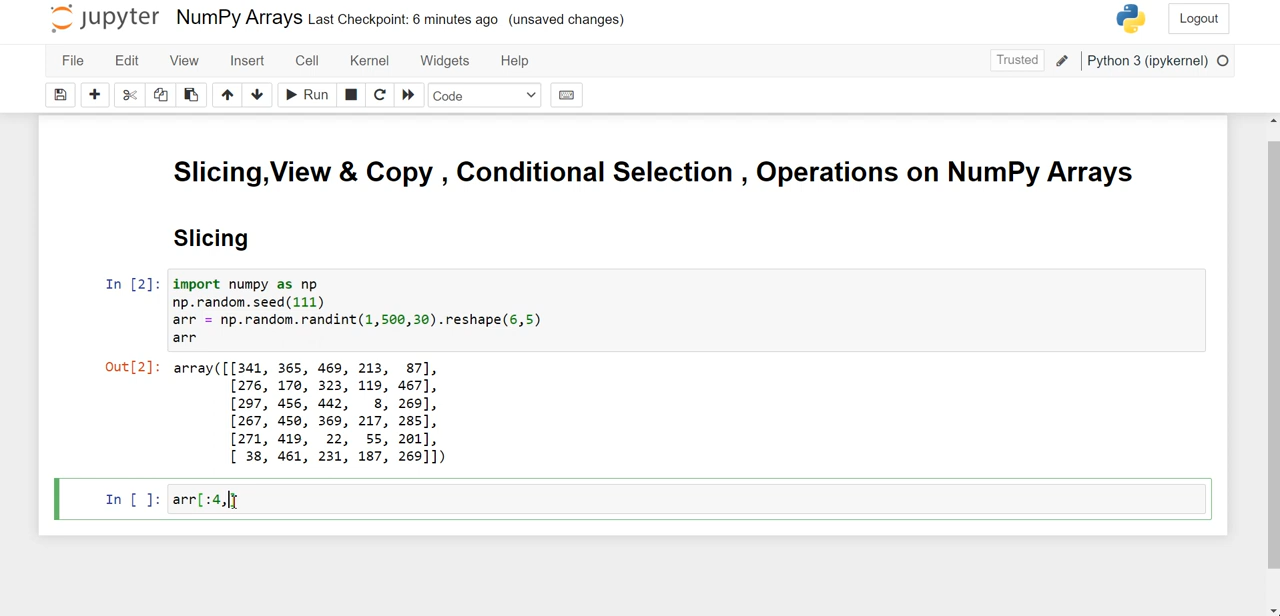 jupyter NumPy Arrays Last Checkpoint: 6 minutes ago (unsaved changes) Logout
File Edit View Insert Cell Kernel Widgets Help Trusted Python 3 (ipykernel)
Run Code
Slicing,View & Copy , Conditional Selection , Operations on NumPy Arrays
Slicing
In [2]: import numpy as np
np.random.seed(111)
arr = np.random.randint(1,500,30).reshape(6,5)
arr
Out[2]: array([[341, 365, 469, 213,  87],
[276, 170, 323, 119, 467],
[297, 456, 442,   8, 269],
[267, 450, 369, 217, 285],
[271, 419,  22,  55, 201],
[ 38, 461, 231, 187, 269]])
In [ ]: arr[:4,]